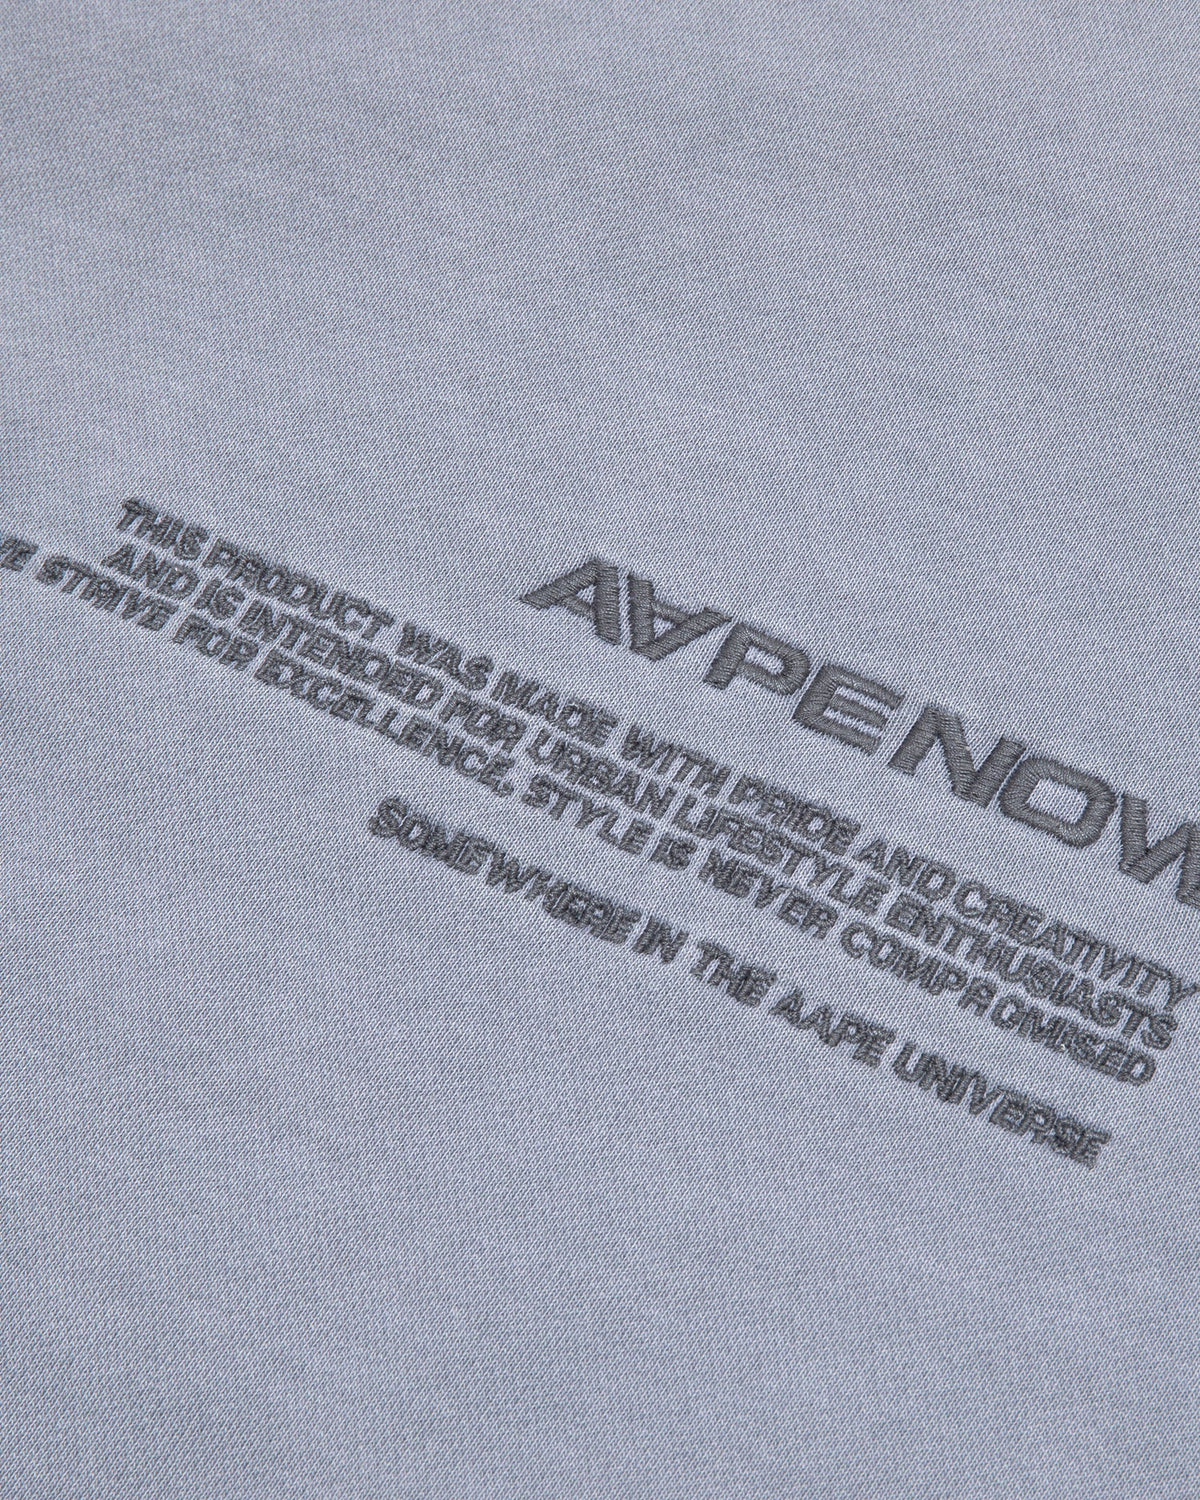 AAPE NOW
THIS PRODUCT WAS MADE WITH PRIDE AND CREATIVITY
AND IS INTENDED FOR URBAN LIFESTYLE ENTHUSIASTS
WE STRIVE FOR EXCELLENCE, STYLE IS NEVER COMPROMISED
SOMEWHERE IN THE AAPE UNIVERSE